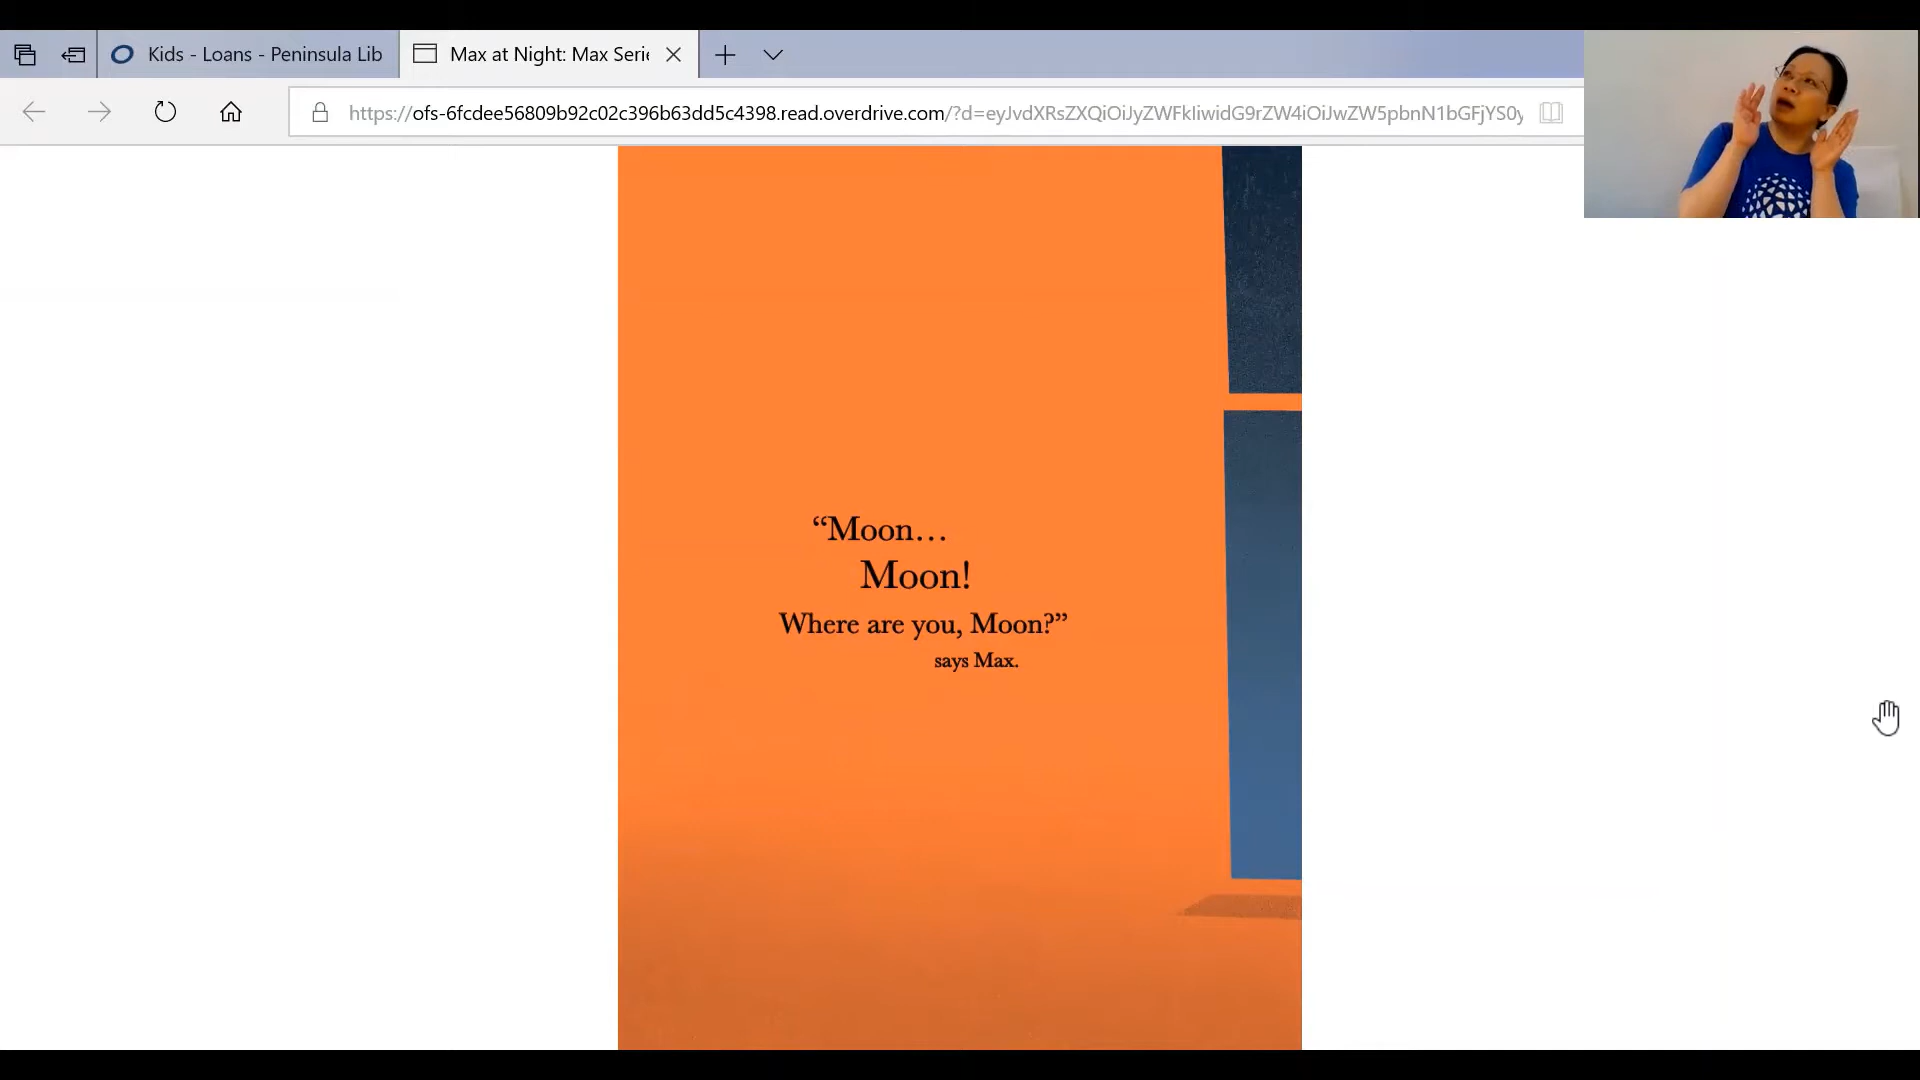 Kids - Loans - Peninsula Lib
Max at Night: Max Serie
https://ofs-6fcdee56809b92c02c396b63dd5c4398.read.overdrive.com/?d=eyJvdXRsZXQiOiJyZWFkIiwidG9rZW4iOiJwZW5pbnN1bGFjYS0y
“Moon…
Moon!
Where are you, Moon?”
says Max.